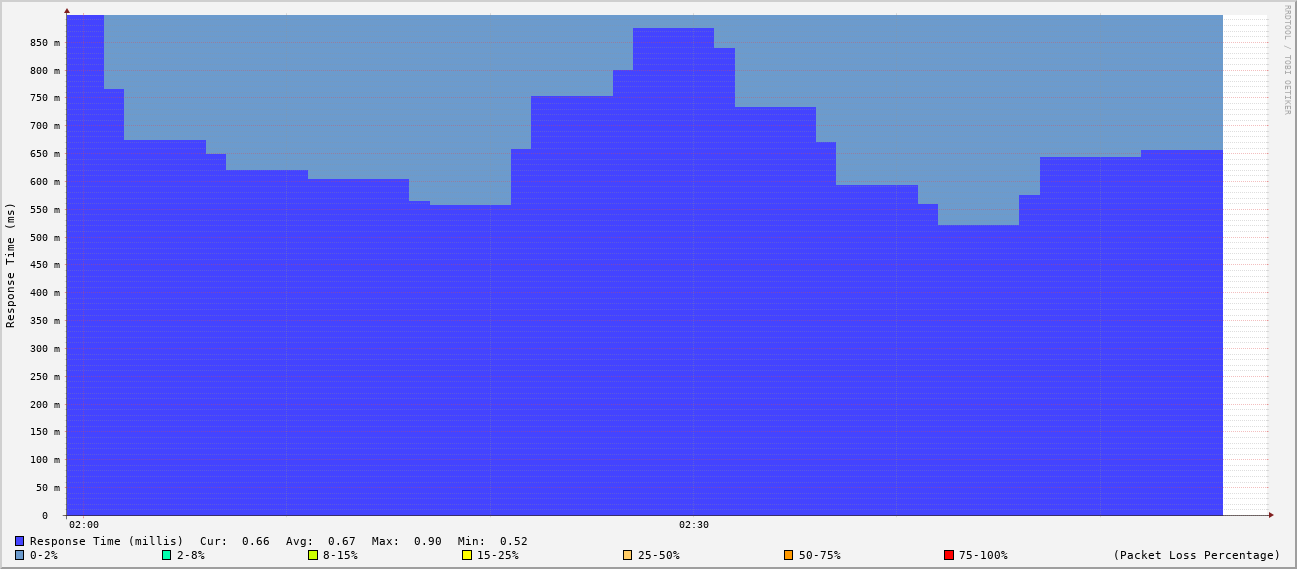 RRDTOOL / TOBI OETIKER
Response Time (ms)
850 m
800 m
750 m
700 m
650 m
600 m
550 m
500 m
450 m
400 m
350 m
300 m
250 m
200 m
150 m
100 m
50 m
0
02:00 02:30
Response Time (millis) Cur: 0.66 Avg: 0.67 Max: 0.90 Min: 0.52
0-2% 2-8% 8-15% 15-25% 25-50% 50-75% 75-100% (Packet Loss Percentage)